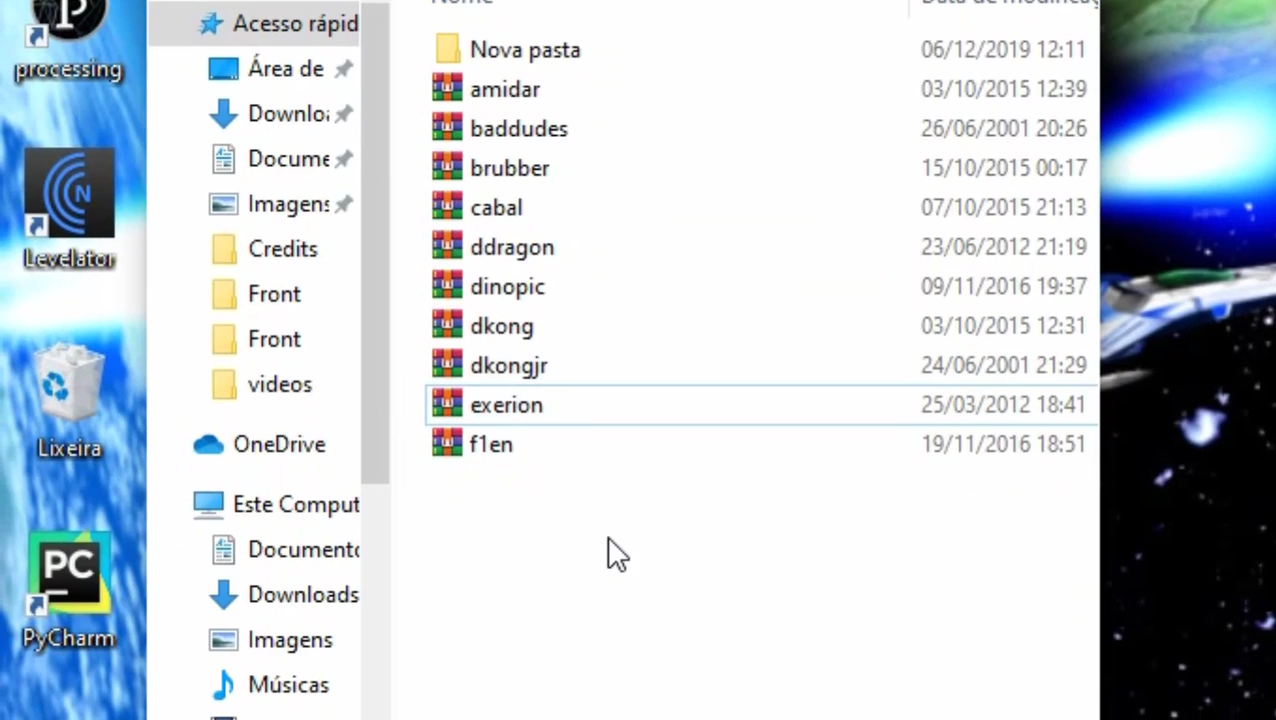 Nome
Data de modificaç
processing
Levelator
Lixeira
PC
PyCharm
Acesso rápid
Área de
Downloa
Docume
Imagens
Credits
Front
Front
videos
OneDrive
Este Comput
Documento
Downloads
Imagens
Músicas
Nova pasta 06/12/2019 12:11
amidar 03/10/2015 12:39
baddudes 26/06/2001 20:26
brubber 15/10/2015 00:17
cabal 07/10/2015 21:13
ddragon 23/06/2012 21:19
dinopic 09/11/2016 19:37
dkong 03/10/2015 12:31
dkongjr 24/06/2001 21:29
exerion 25/03/2012 18:41
f1en 19/11/2016 18:51